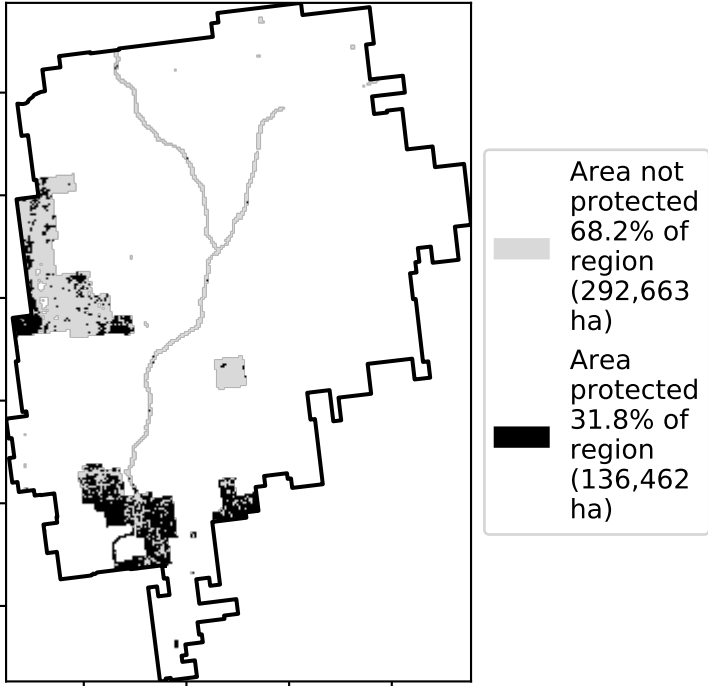 Area not
protected
68.2% of
region
(292,663
ha)
Area
protected
31.8% of
region
(136,462
ha)